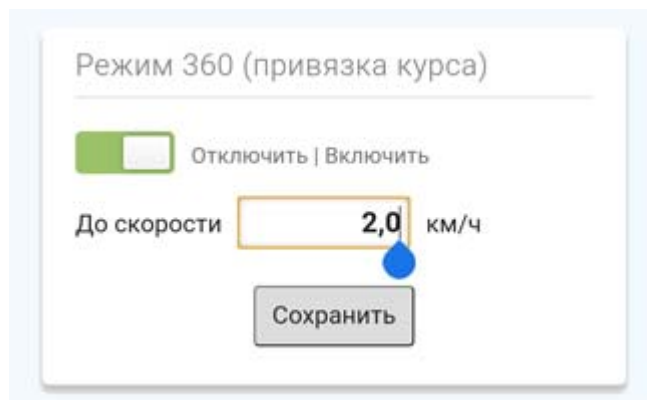 Режим 360 (привязка курса)
Отключить | Включить
До скорости 2,0 км/ч
Сохранить